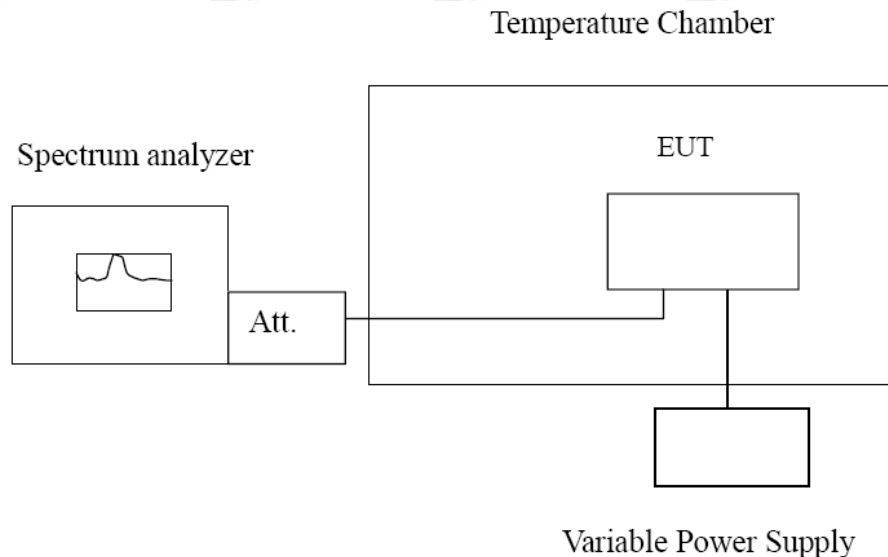 Temperature Chamber
Spectrum analyzer
EUT
Att.
Variable Power Supply